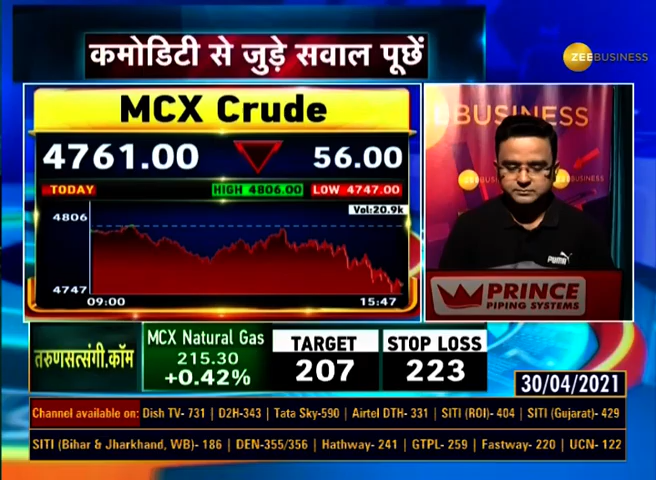 कमोडिटी से जुड़े सवाल पूछें
ZEEBUSINESS
MCX Crude
4761.00 56.00
TODAY HIGH 4806.00 LOW 4747.00
Vol:20.9k
4806
4747
09:00 15:47
BUSINESS
ZEEBUSINESS
PUMA
PRINCE
PIPING SYSTEMS
तरुणसत्संगी.कॉम
MCX Natural Gas
215.30
+0.42%
TARGET
207
STOP LOSS
223
30/04/2021
Channel available on: Dish TV- 731 | D2H-343 | Tata Sky-590 | Airtel DTH- 331 | SITI (ROI)- 404 | SITI (Gujarat)- 429
SITI (Bihar & Jharkhand, WB)- 186 | DEN-355/356 | Hathway- 241 | GTPL- 259 | Fastway- 220 | UCN- 122